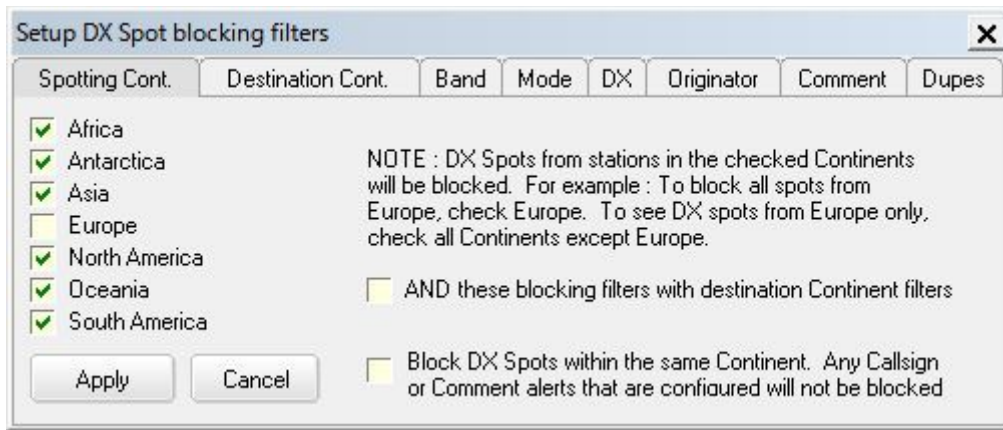 Setup DX Spot blocking filters
Spotting Cont. Destination Cont. Band Mode DX Originator Comment Dupes
Africa
Antarctica
Asia
Europe
North America
Oceania
South America
NOTE : DX Spots from stations in the checked Continents
will be blocked. For example : To block all spots from
Europe, check Europe. To see DX spots from Europe only,
check all Continents except Europe.
AND these blocking filters with destination Continent filters
Block DX Spots within the same Continent. Any Callsign
or Comment alerts that are configured will not be blocked
Apply Cancel